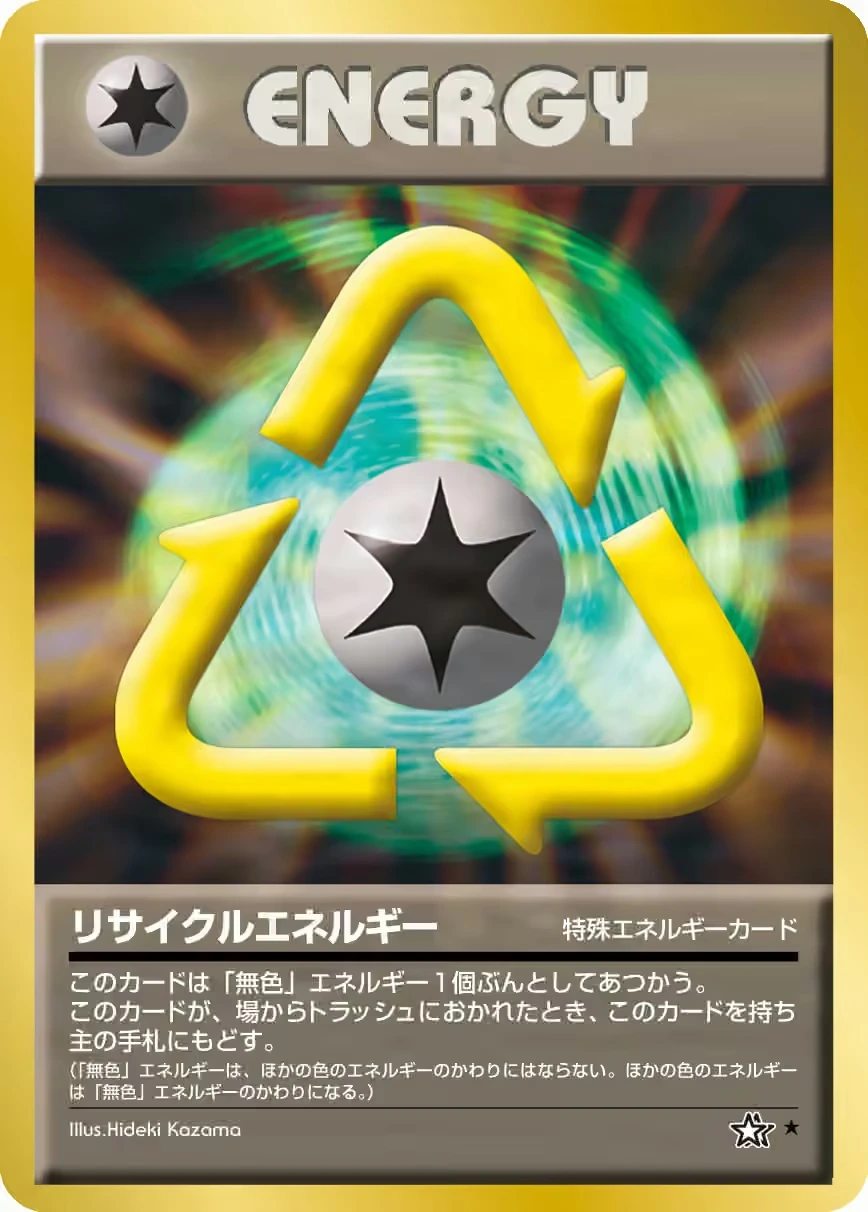 ENERGY
リサイクルエネルギー 特殊エネルギーカード
このカードは「無色」エネルギー1個ぶんとしてあつかう。
このカードが、場からトラッシュにおかれたとき、このカードを持ち
主の手札にもどす。
(「無色」エネルギーは、ほかの色のエネルギーのかわりにはならない。ほかの色のエネルギー
は「無色」エネルギーのかわりになる。)
Illus.Hideki Kazama